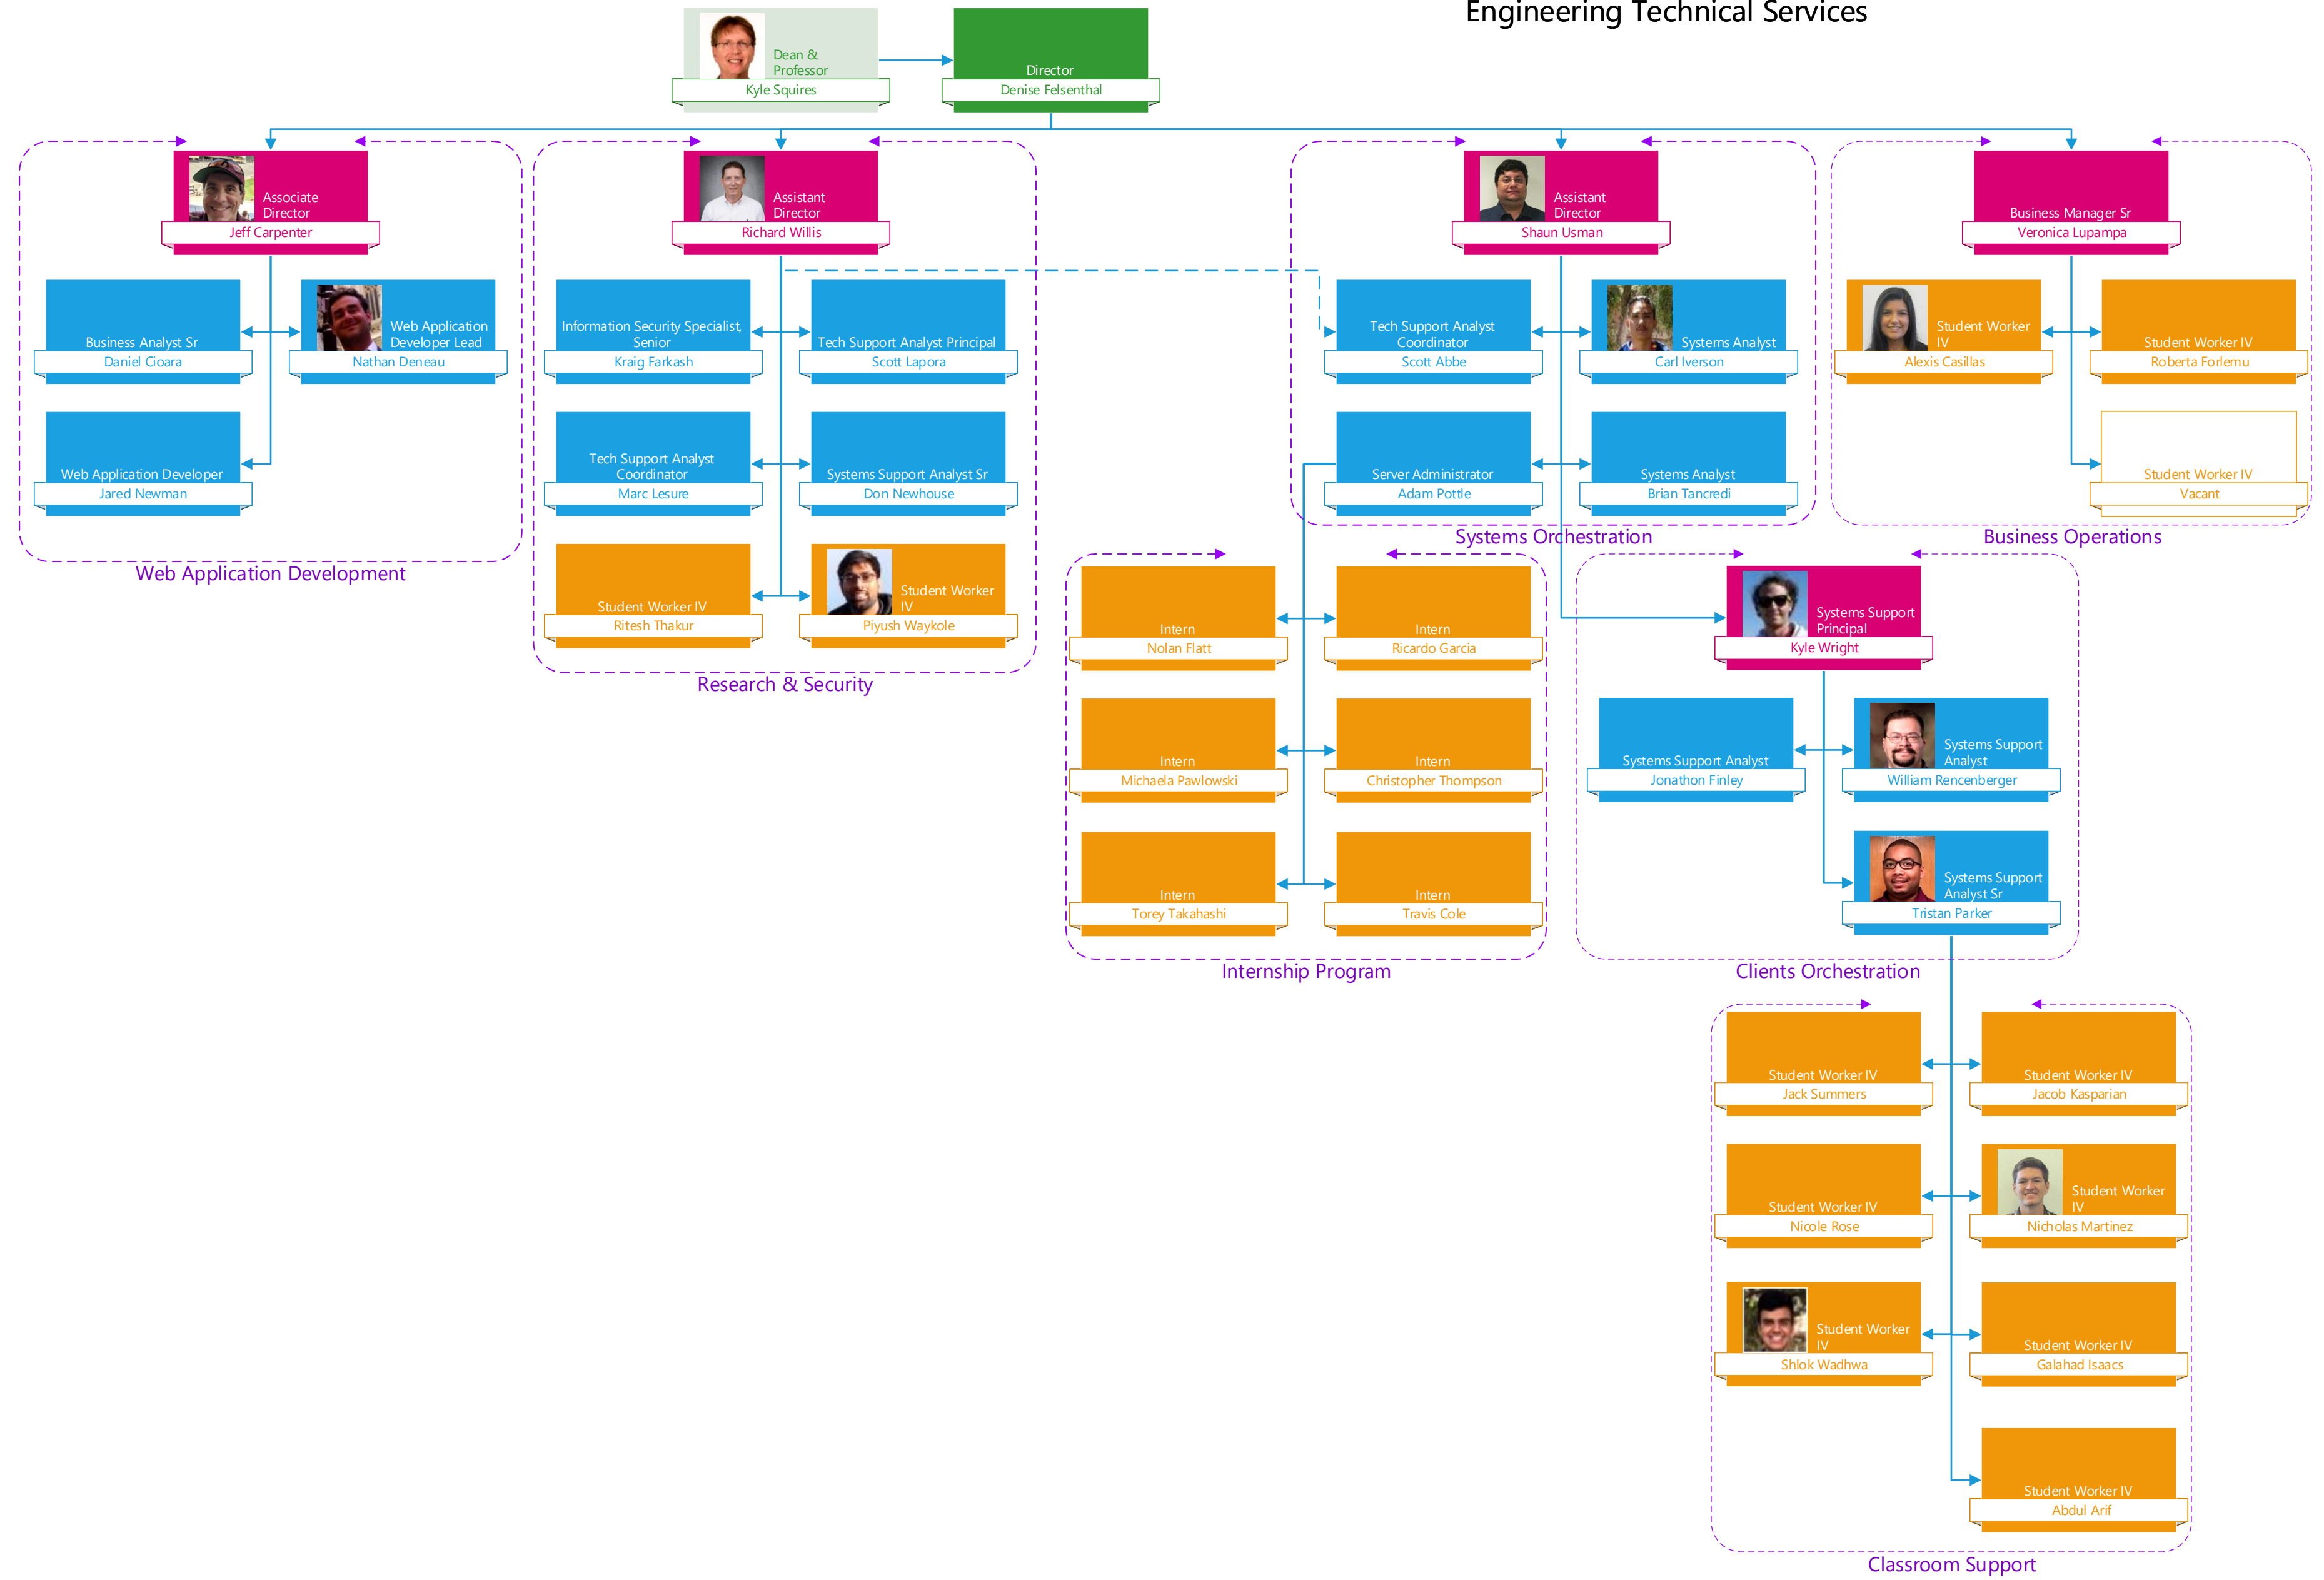 Engineering Technical Services
Dean &
Professor
Kyle Squires
Director
Denise Felsenthal
Associate
Director
Jeff Carpenter
Assistant
Director
Richard Willis
Assistant
Director
Shaun Usman
Business Manager Sr
Veronica Lupampa
Business Analyst Sr
Daniel Cioara
Web Application
Developer Lead
Nathan Deneau
Web Application Developer
Jared Newman
Web Application Development
Information Security Specialist,
Senior
Kraig Farkash
Tech Support Analyst Principal
Scott Lapora
Tech Support Analyst
Coordinator
Marc Lesure
Systems Support Analyst Sr
Don Newhouse
Student Worker IV
Ritesh Thakur
Student Worker
IV
Piyush Waykole
Research & Security
Tech Support Analyst
Coordinator
Scott Abbe
Systems Analyst
Carl Iverson
Server Administrator
Adam Pottle
Systems Analyst
Brian Tancredi
Systems Orchestration
Student Worker
IV
Alexis Casillas
Student Worker IV
Roberta Forlemu
Student Worker IV
Vacant
Business Operations
Intern
Nolan Flatt
Intern
Ricardo Garcia
Intern
Michaela Pawlowski
Intern
Christopher Thompson
Intern
Torey Takahashi
Intern
Travis Cole
Internship Program
Systems Support
Principal
Kyle Wright
Systems Support Analyst
Jonathon Finley
Systems Support
Analyst
William Rencenberger
Systems Support
Analyst Sr
Tristan Parker
Clients Orchestration
Student Worker IV
Jack Summers
Student Worker IV
Jacob Kasparian
Student Worker IV
Nicole Rose
Student Worker
IV
Nicholas Martinez
Student Worker
IV
Shlok Wadhwa
Student Worker IV
Galahad Isaacs
Student Worker IV
Abdul Arif
Classroom Support